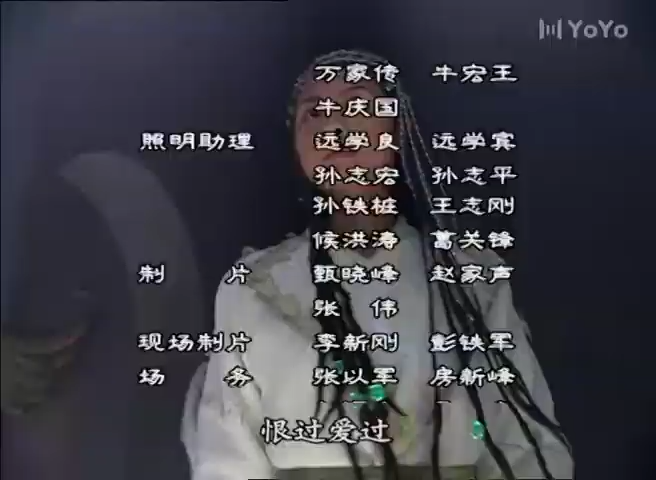 YoYo
万家传 牛宏王
牛庆国
照明助理 远学良 远学宾
孙志宏 孙志平
孙铁桩 王志刚
候洪涛 葛关锋
制 片 甄晓峰 赵家声
张 伟
现场制片 李新刚 彭铁军
场 务 张以军 房新峰
恨过爱过